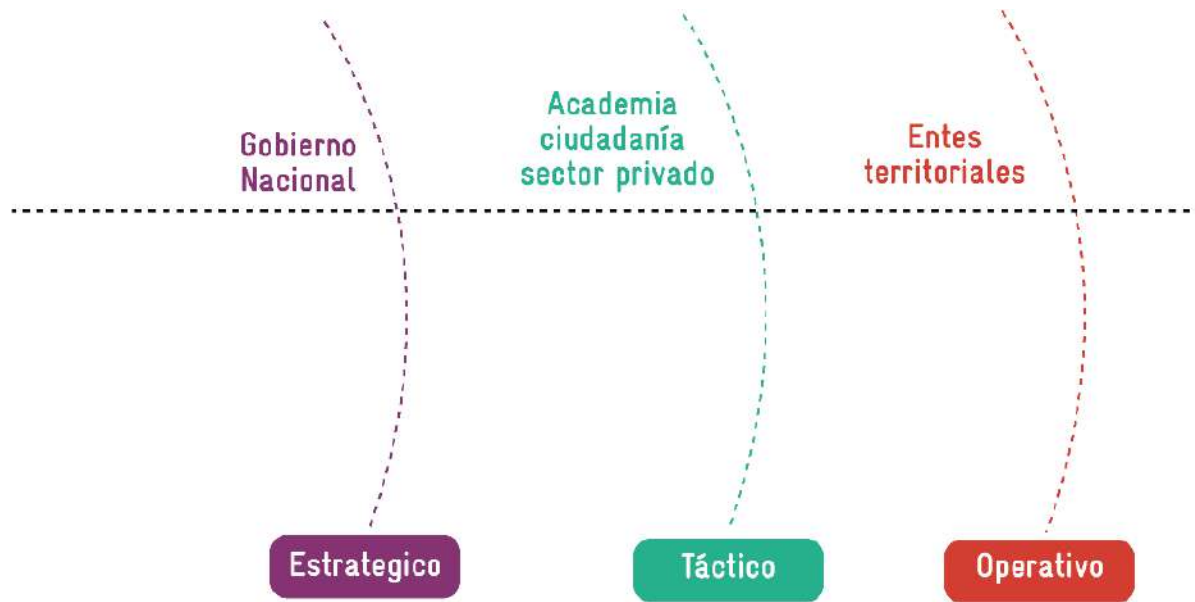 Gobierno
Nacional
Academia
ciudadanía
sector privado
Entes
territoriales
Estrategico
Táctico
Operativo